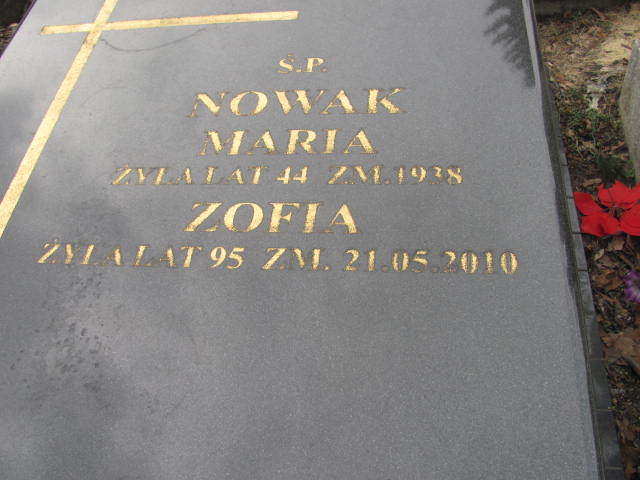 Ś.P.
NOWAK
MARIA
ŻYŁA LAT 44 ZM.1938
ZOFIA
ŻYŁA LAT 95 ZM. 21.05.2010